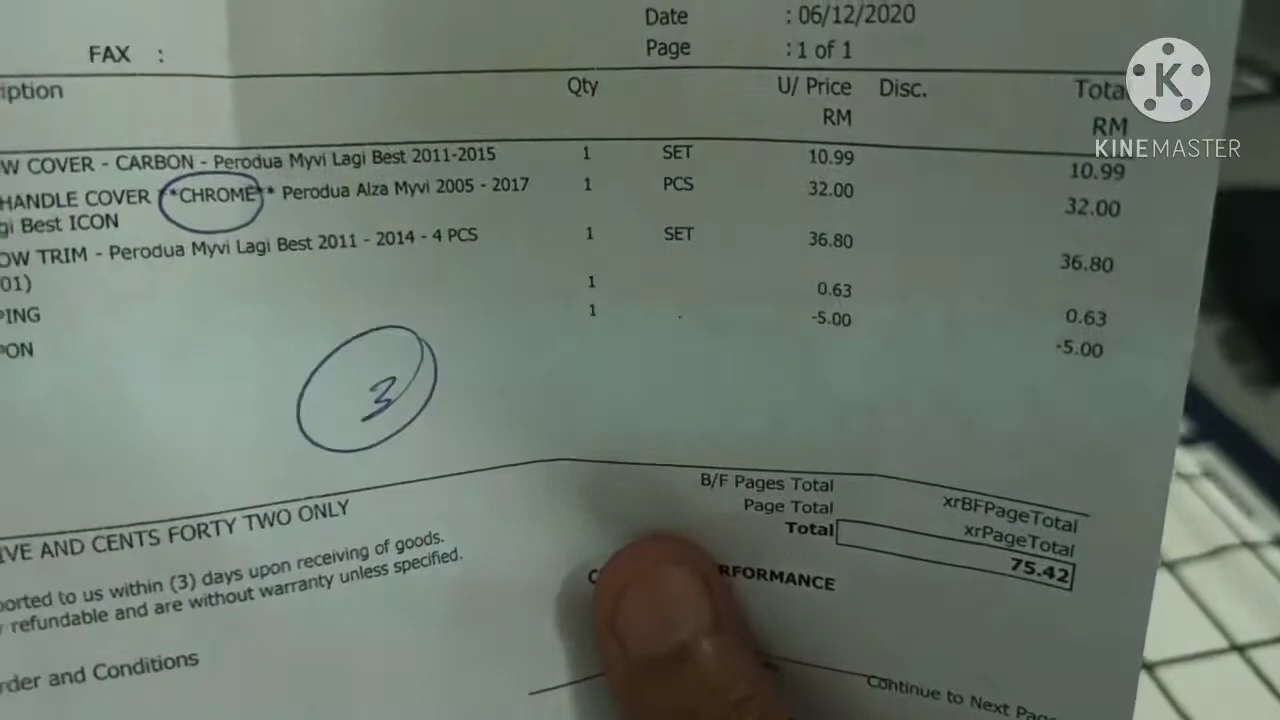 Date : 06/12/2020
FAX : Page : 1 of 1
iption Qty U/ Price Disc. Tota
RM RM
KINEMASTER
W COVER - CARBON - Perodua Myvi Lagi Best 2011-2015 1 SET 10.99 10.99
HANDLE COVER **CHROME** Perodua Alza Myvi 2005 - 2017 1 PCS 32.00 32.00
gi Best ICON
OW TRIM - Perodua Myvi Lagi Best 2011 - 2014 - 4 PCS 1 SET 36.80 36.80
01)
PING 1 0.63 0.63
PON 1 -5.00 -5.00
3
B/F Pages Total xrBFPageTotal
Page Total xrPageTotal
Total 75.42
IVE AND CENTS FORTY TWO ONLY
ported to us within (3) days upon receiving of goods.
refundable and are without warranty unless specified.
RFORMANCE
rder and Conditions
Continue to Next Page